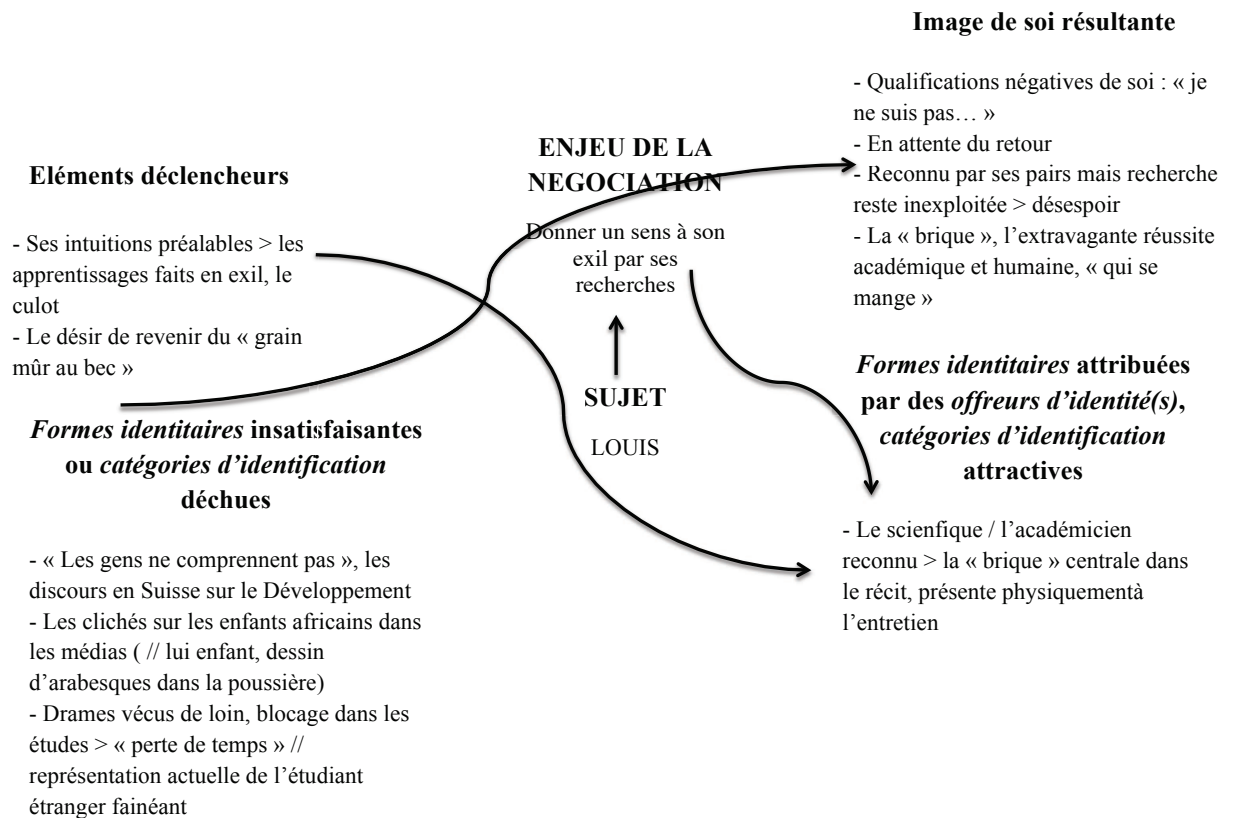 Image de soi résultante
- Qualifications négatives de soi : « je
ne suis pas… »
- En attente du retour
- Reconnu par ses pairs mais recherche
reste inexploitée > désespoir
- La « brique », l’extravagante réussite
académique et humaine, « qui se
mange »
ENJEU DE LA
NEGOCIATION
Donner un sens à son
exil par ses
recherches
SUJET
LOUIS
Eléments déclencheurs
- Ses intuitions préalables > les
apprentissages faits en exil, le
culot
- Le désir de revenir du « grain
mûr au bec »
Formes identitaires insatisfaisantes
ou catégories d’identification
déchues
- « Les gens ne comprennent pas », les
discours en Suisse sur le Développement
- Les clichés sur les enfants africains dans
les médias ( // lui enfant, dessin
d’arabesques dans la poussière)
- Drames vécus de loin, blocage dans les
études > « perte de temps » //
représentation actuelle de l’étudiant
étranger fainéant
Formes identitaires attribuées
par des offreurs d’identité(s),
catégories d’identification
attractives
- Le scienfique / l’académicien
reconnu > la « brique » centrale dans
le récit, présente physiquementà
l’entretien